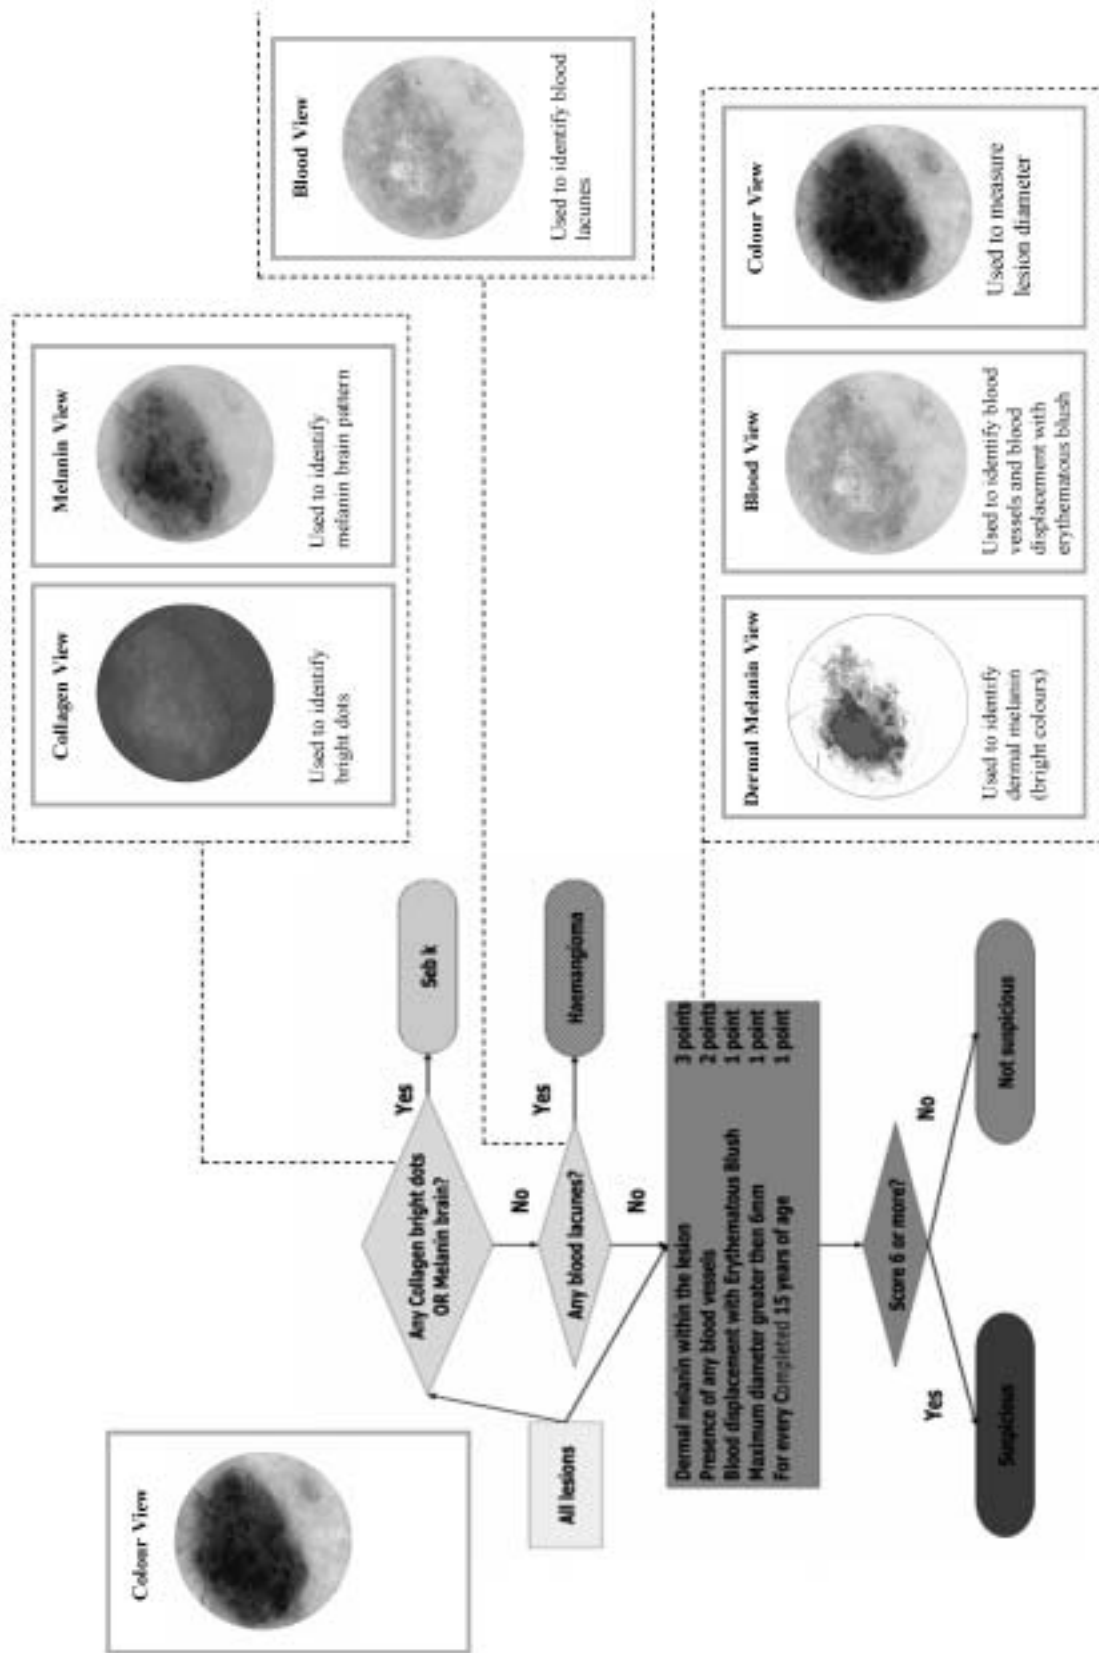 Colour View
Collagen View
Used to identify
bright dots
Melanin View
Used to identify
melanin brain pattern
Blood View
Used to identify blood
lacunes
All lesions
Any Collagen bright dots
OR Melanin brain?
Yes
Seb k
No
Any blood lacunes?
Yes
Haemangioma
No
Dermal melanin within the lesion 3 points
Presence of any blood vessels 2 points
Blood displacement with Erythematous Blush 1 point
Maximum diameter greater then 6mm 1 point
For every Completed 15 years of age 1 point
Score 6 or more?
Yes
No
Suspicious
Not suspicious
Dermal Melanin View
Used to identify
dermal melanin
(bright colours)
Blood View
Used to identify blood
vessels and blood
displacement with
erythematous blush
Colour View
Used to measure
lesion diameter